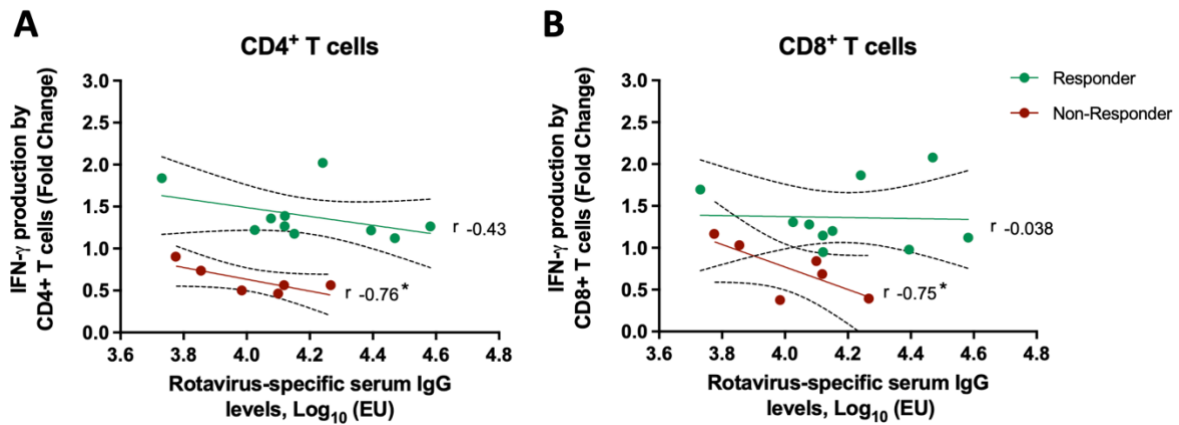 A
CD4⁺ T cells
IFN-γ production by
CD4+ T cells (Fold Change)
3.0
2.5
2.0
1.5
1.0
0.5
0.0
r -0.43
r -0.76*
3.6 3.8 4.0 4.2 4.4 4.6 4.8
Rotavirus-specific serum IgG
levels, Log₁₀ (EU)
B
CD8⁺ T cells
IFN-γ production by
CD8+ T cells (Fold Change)
3.0
2.5
2.0
1.5
1.0
0.5
0.0
r -0.038
r -0.75*
3.6 3.8 4.0 4.2 4.4 4.6 4.8
Rotavirus-specific serum IgG
levels, Log₁₀ (EU)
Responder
Non-Responder